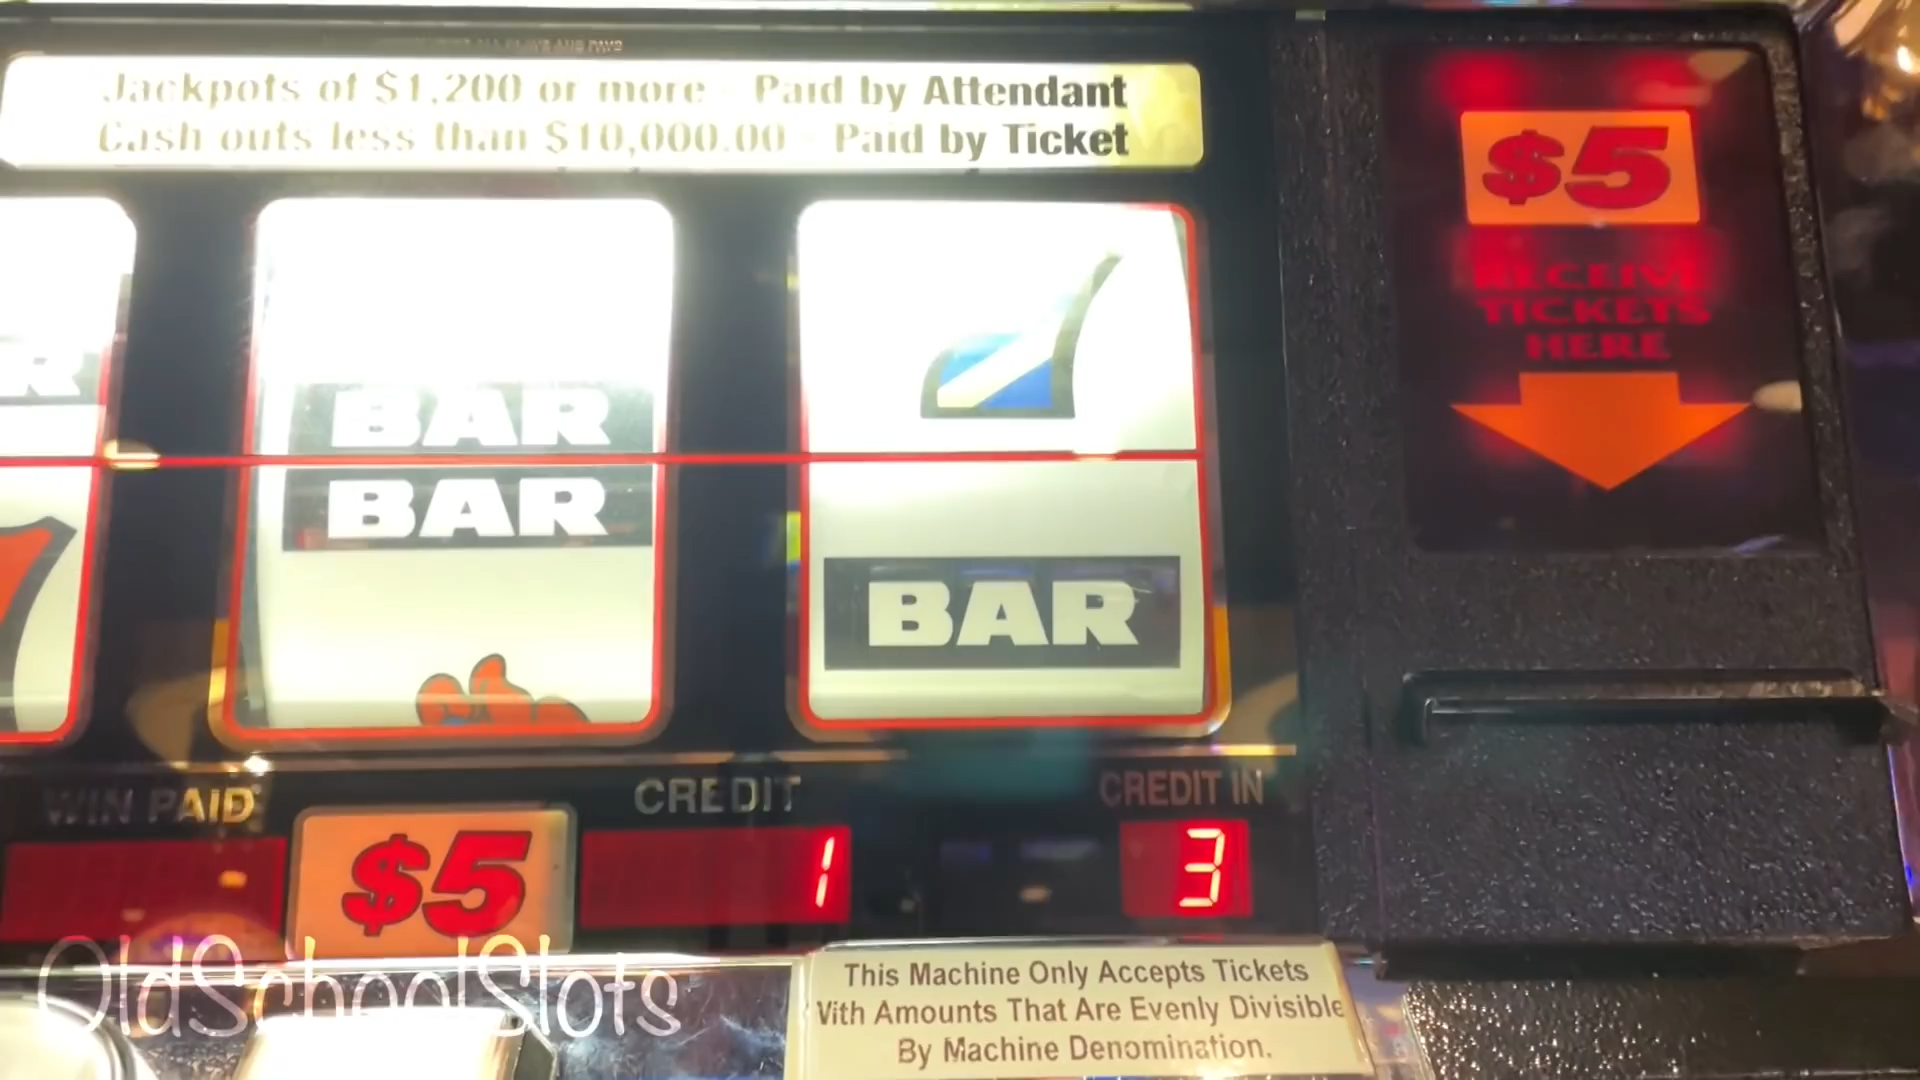 Jackpots of $1,200 or more - Paid by Attendant
Cash outs less than $10,000.00 - Paid by Ticket
$5
RECEIVE
TICKETS
HERE
R
BAR
BAR
7
BAR
WIN PAID
CREDIT
CREDIT IN
$5
1
3
OldSchoolSlots
This Machine Only Accepts Tickets
With Amounts That Are Evenly Divisible
By Machine Denomination.